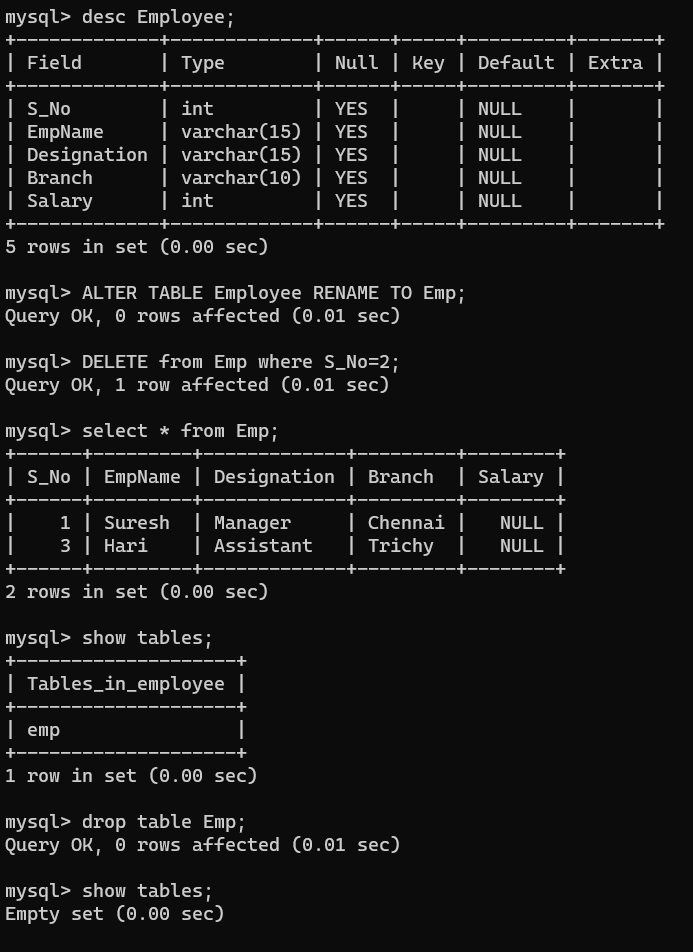 mysql> desc Employee;
+-------------+-------------+------+-----+---------+-------+
| Field       | Type        | Null | Key | Default | Extra |
+-------------+-------------+------+-----+---------+-------+
| S_No        | int         | YES  |     | NULL    |       |
| EmpName     | varchar(15) | YES  |     | NULL    |       |
| Designation | varchar(15) | YES  |     | NULL    |       |
| Branch      | varchar(10) | YES  |     | NULL    |       |
| Salary      | int         | YES  |     | NULL    |       |
+-------------+-------------+------+-----+---------+-------+
5 rows in set (0.00 sec)

mysql> ALTER TABLE Employee RENAME TO Emp;
Query OK, 0 rows affected (0.01 sec)

mysql> DELETE from Emp where S_No=2;
Query OK, 1 row affected (0.01 sec)

mysql> select * from Emp;
+------+---------+-------------+---------+--------+
| S_No | EmpName | Designation | Branch  | Salary |
+------+---------+-------------+---------+--------+
|    1 | Suresh  | Manager     | Chennai |   NULL |
|    3 | Hari    | Assistant   | Trichy  |   NULL |
+------+---------+-------------+---------+--------+
2 rows in set (0.00 sec)

mysql> show tables;
+--------------------+
| Tables_in_employee |
+--------------------+
| emp                |
+--------------------+
1 row in set (0.00 sec)

mysql> drop table Emp;
Query OK, 0 rows affected (0.01 sec)

mysql> show tables;
Empty set (0.00 sec)